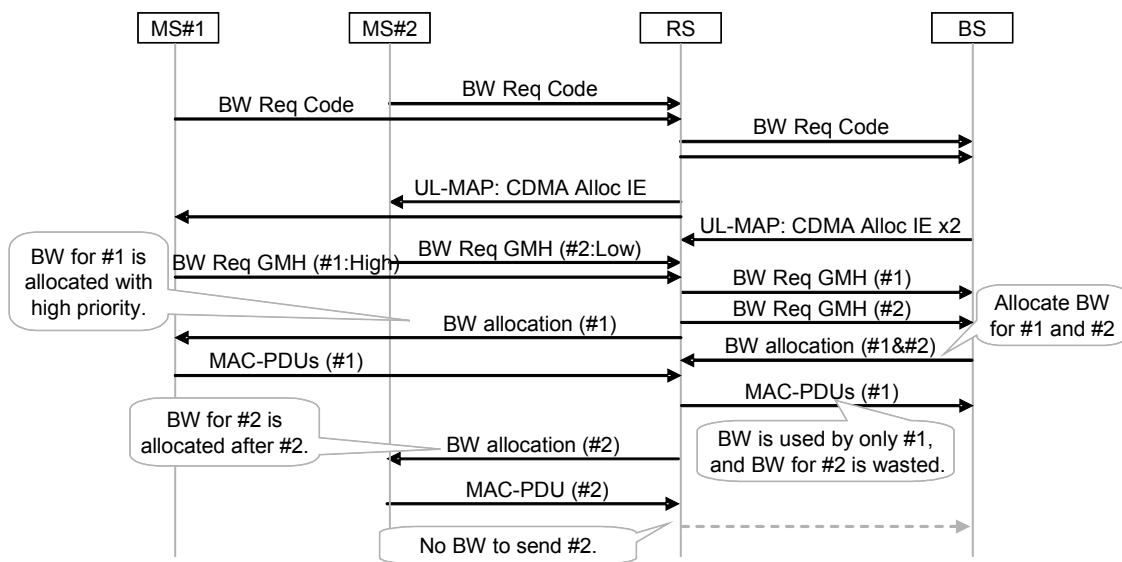 MS#1
MS#2
RS
BS
BW Req Code
BW Req Code
BW Req Code
UL-MAP: CDMA Alloc IE
UL-MAP: CDMA Alloc IE x2
BW for #1 is
allocated with
high priority.
BW Req GMH (#2:Low)
BW Req GMH (#1:High)
BW Req GMH (#1)
BW Req GMH (#2)
Allocate BW
for #1 and #2
BW allocation (#1)
BW allocation (#1&#2)
MAC-PDUs (#1)
MAC-PDUs (#1)
BW for #2 is
allocated after #2.
BW is used by only #1,
and BW for #2 is wasted.
BW allocation (#2)
MAC-PDU (#2)
No BW to send #2.